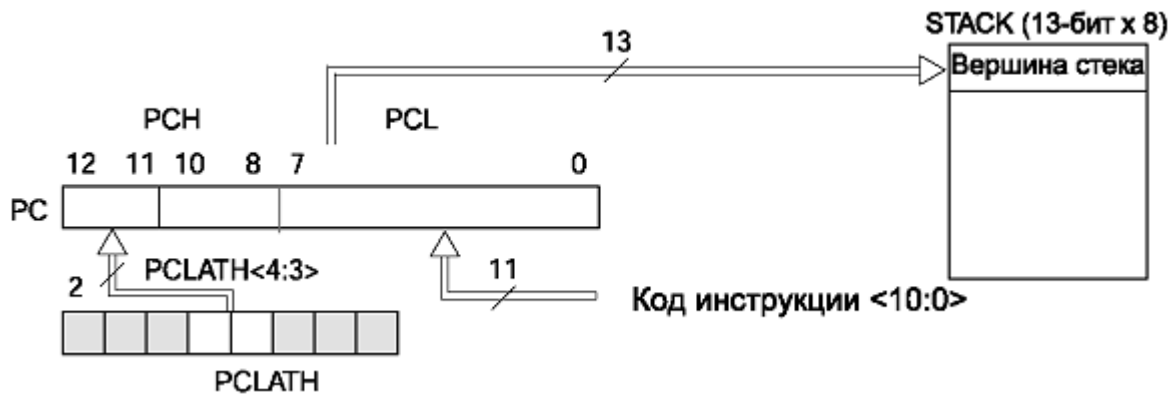 STACK (13-бит x 8)
13
Вершина стека
PCH PCL
12 11 10 8 7 0
PC
2 PCLATH<4:3> 11
Код инструкции <10:0>
PCLATH